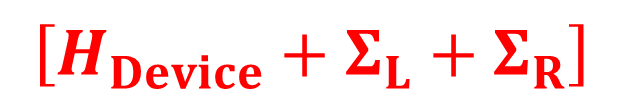 [H_Device + Σ_L + Σ_R]